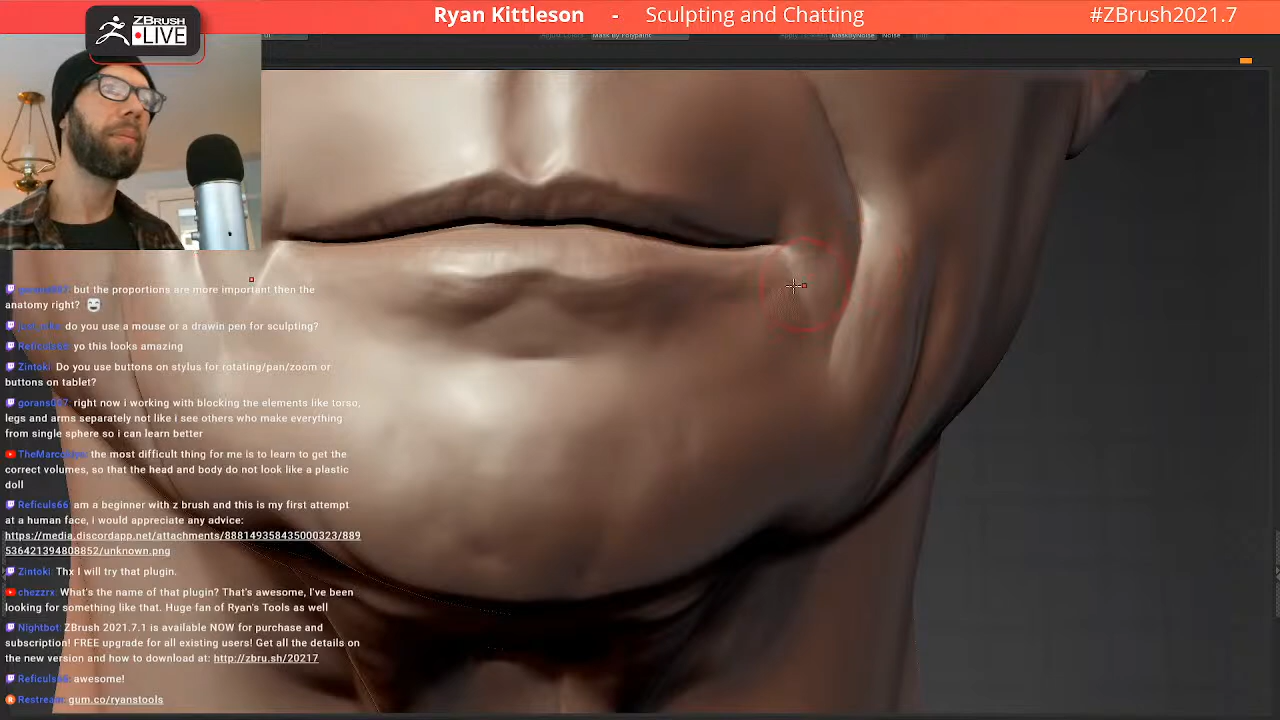 Ryan Kittleson - Sculpting and Chatting #ZBrush2021.7
ZBRUSH
LIVE
Mask By Polypaint
MaskByNoise Noise
but the proportions are more important then the
anatomy right?
do you use a mouse or a drawin pen for sculpting?
Reficuls66: yo this looks amazing
Zintoki: Do you use buttons on stylus for rotating/pan/zoom or
buttons on tablet?
gorans007: right now i working with blocking the elements like torso,
legs and arms separately not like i see others who make everything
from single sphere so i can learn better
the most difficult thing for me is to learn to get the
correct volumes, so that the head and body do not look like a plastic
doll
Reficuls66: am a beginner with z brush and this is my first attempt
at a human face, i would appreciate any advice:
https://media.discordapp.net/attachments/888149358435000323/889
536421394808852/unknown.png
Zintoki: Thx I will try that plugin.
chezzrx: What's the name of that plugin? That's awesome, I've been
looking for something like that. Huge fan of Ryan's Tools as well
Nightbot: ZBrush 2021.7.1 is available NOW for purchase and
subscription! FREE upgrade for all existing users! Get all the details on
the new version and how to download at: http://zbru.sh/20217
Reficuls66: awesome!
Restream: gum.co/ryanstools